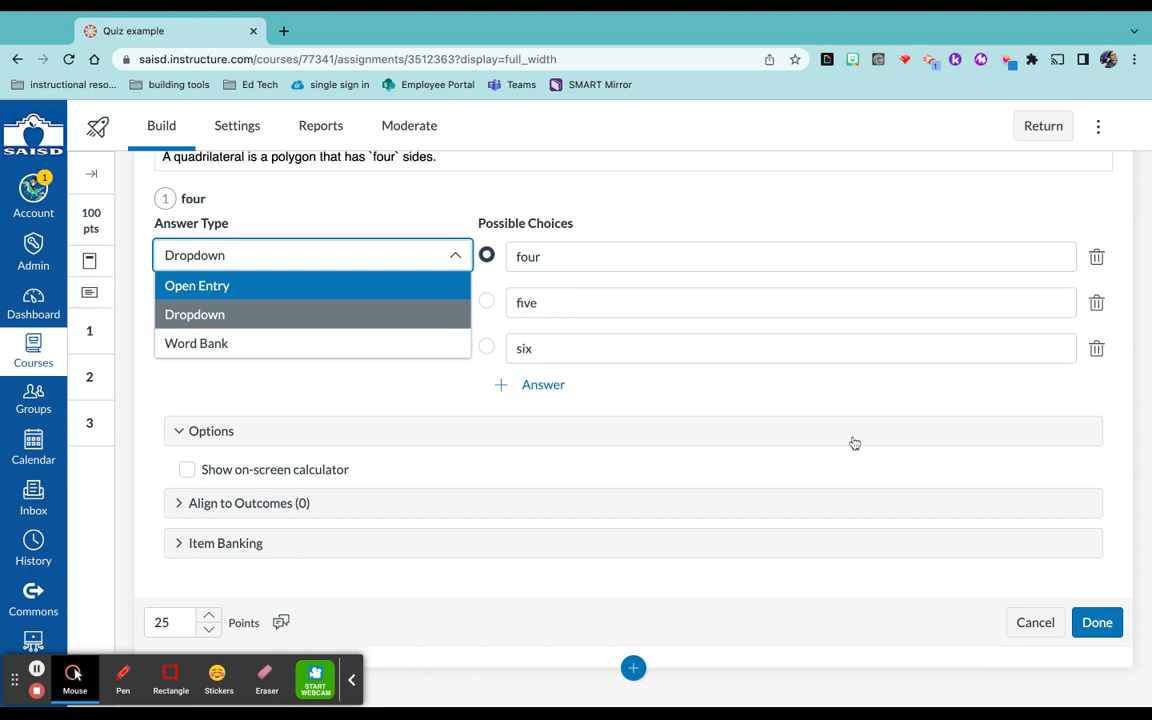 Quiz example
saisd.instructure.com/courses/77341/assignments/3512363?display=full_width
instructional reso... building tools Ed Tech single sign in Employee Portal Teams SMART Mirror
SAISD
Build Settings Reports Moderate Return
A quadrilateral is a polygon that has `four` sides.
1 four
Answer Type Possible Choices
Dropdown four
Open Entry
Dropdown five
Word Bank six
+ Answer
Options
Show on-screen calculator
Align to Outcomes (0)
Item Banking
25 Points Cancel Done
1
Account
Admin
Dashboard
Courses
Groups
Calendar
Inbox
History
Commons
100
pts
1
2
3
Mouse Pen Rectangle Stickers Eraser START
WEBCAM